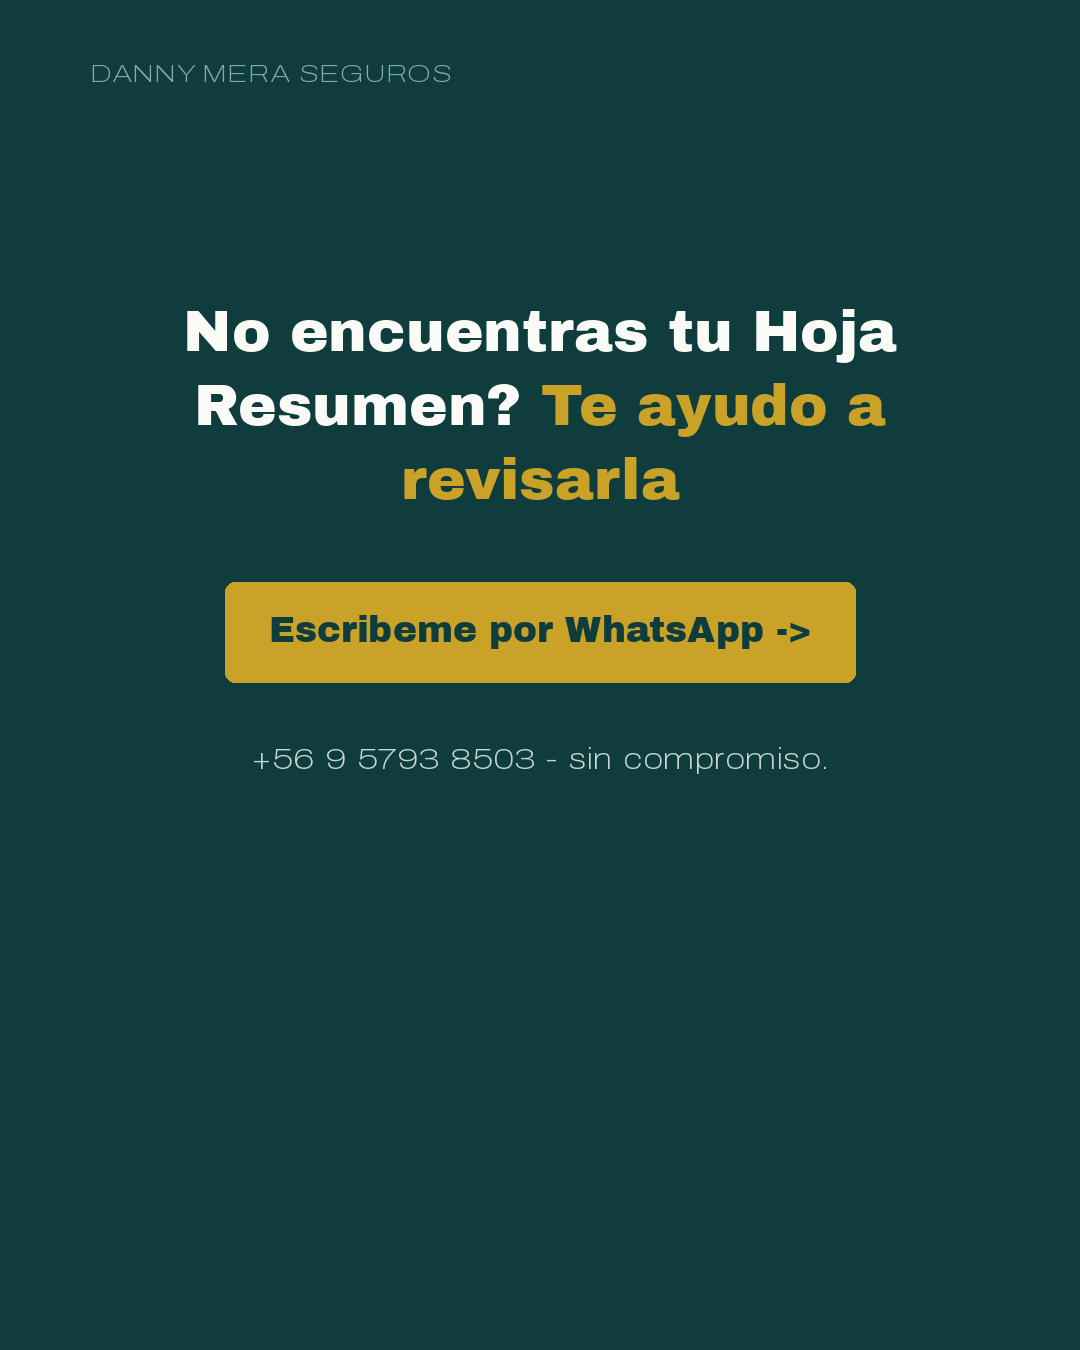 DANNY MERA SEGUROS
No encuentras tu Hoja
Resumen? Te ayudo a
revisarla
Escribeme por WhatsApp ->
+56 9 5793 8503 - sin compromiso.